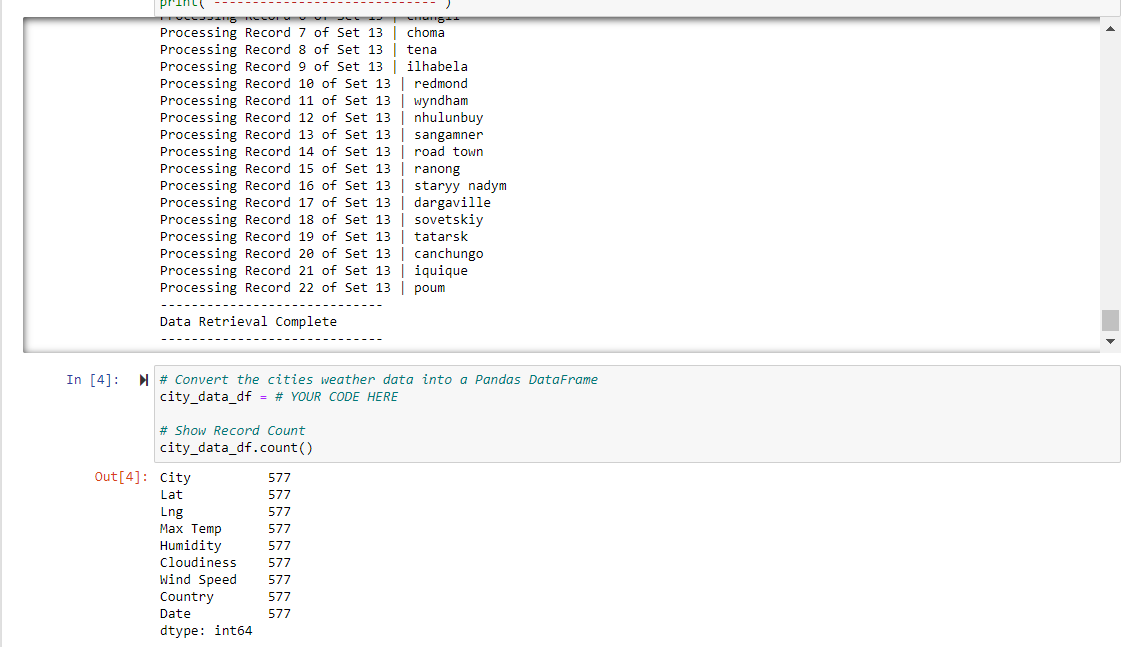 print("-----------------------------")
Processing Record 7 of Set 13 | choma
Processing Record 8 of Set 13 | tena
Processing Record 9 of Set 13 | ilhabela
Processing Record 10 of Set 13 | redmond
Processing Record 11 of Set 13 | wyndham
Processing Record 12 of Set 13 | nhulunbuy
Processing Record 13 of Set 13 | sangamner
Processing Record 14 of Set 13 | road town
Processing Record 15 of Set 13 | ranong
Processing Record 16 of Set 13 | staryy nadym
Processing Record 17 of Set 13 | dargaville
Processing Record 18 of Set 13 | sovetskiy
Processing Record 19 of Set 13 | tatarsk
Processing Record 20 of Set 13 | canchungo
Processing Record 21 of Set 13 | iquique
Processing Record 22 of Set 13 | poum
-----------------------------
Data Retrieval Complete
-----------------------------
In [4]: # Convert the cities weather data into a Pandas DataFrame
city_data_df = # YOUR CODE HERE
# Show Record Count
city_data_df.count()
Out[4]: City 577
Lat 577
Lng 577
Max Temp 577
Humidity 577
Cloudiness 577
Wind Speed 577
Country 577
Date 577
dtype: int64